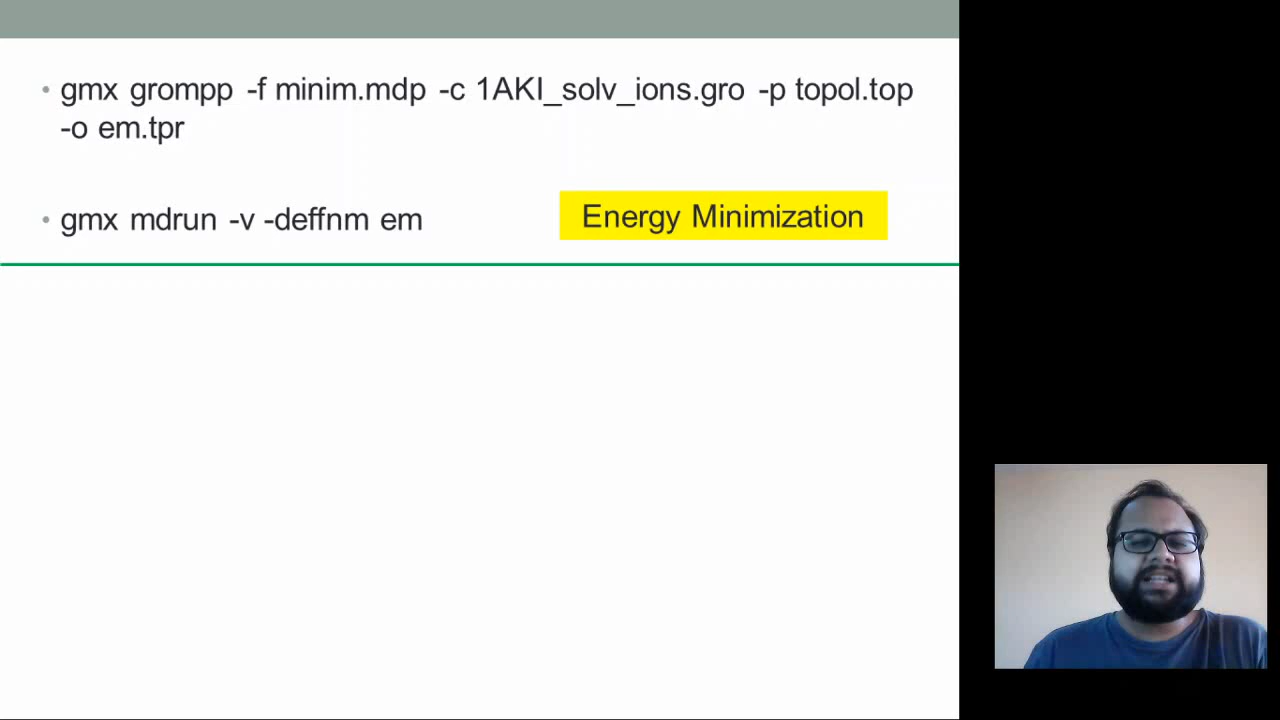 gmx grompp -f minim.mdp -c 1AKI_solv_ions.gro -p topol.top
-o em.tpr
gmx mdrun -v -deffnm em
Energy Minimization